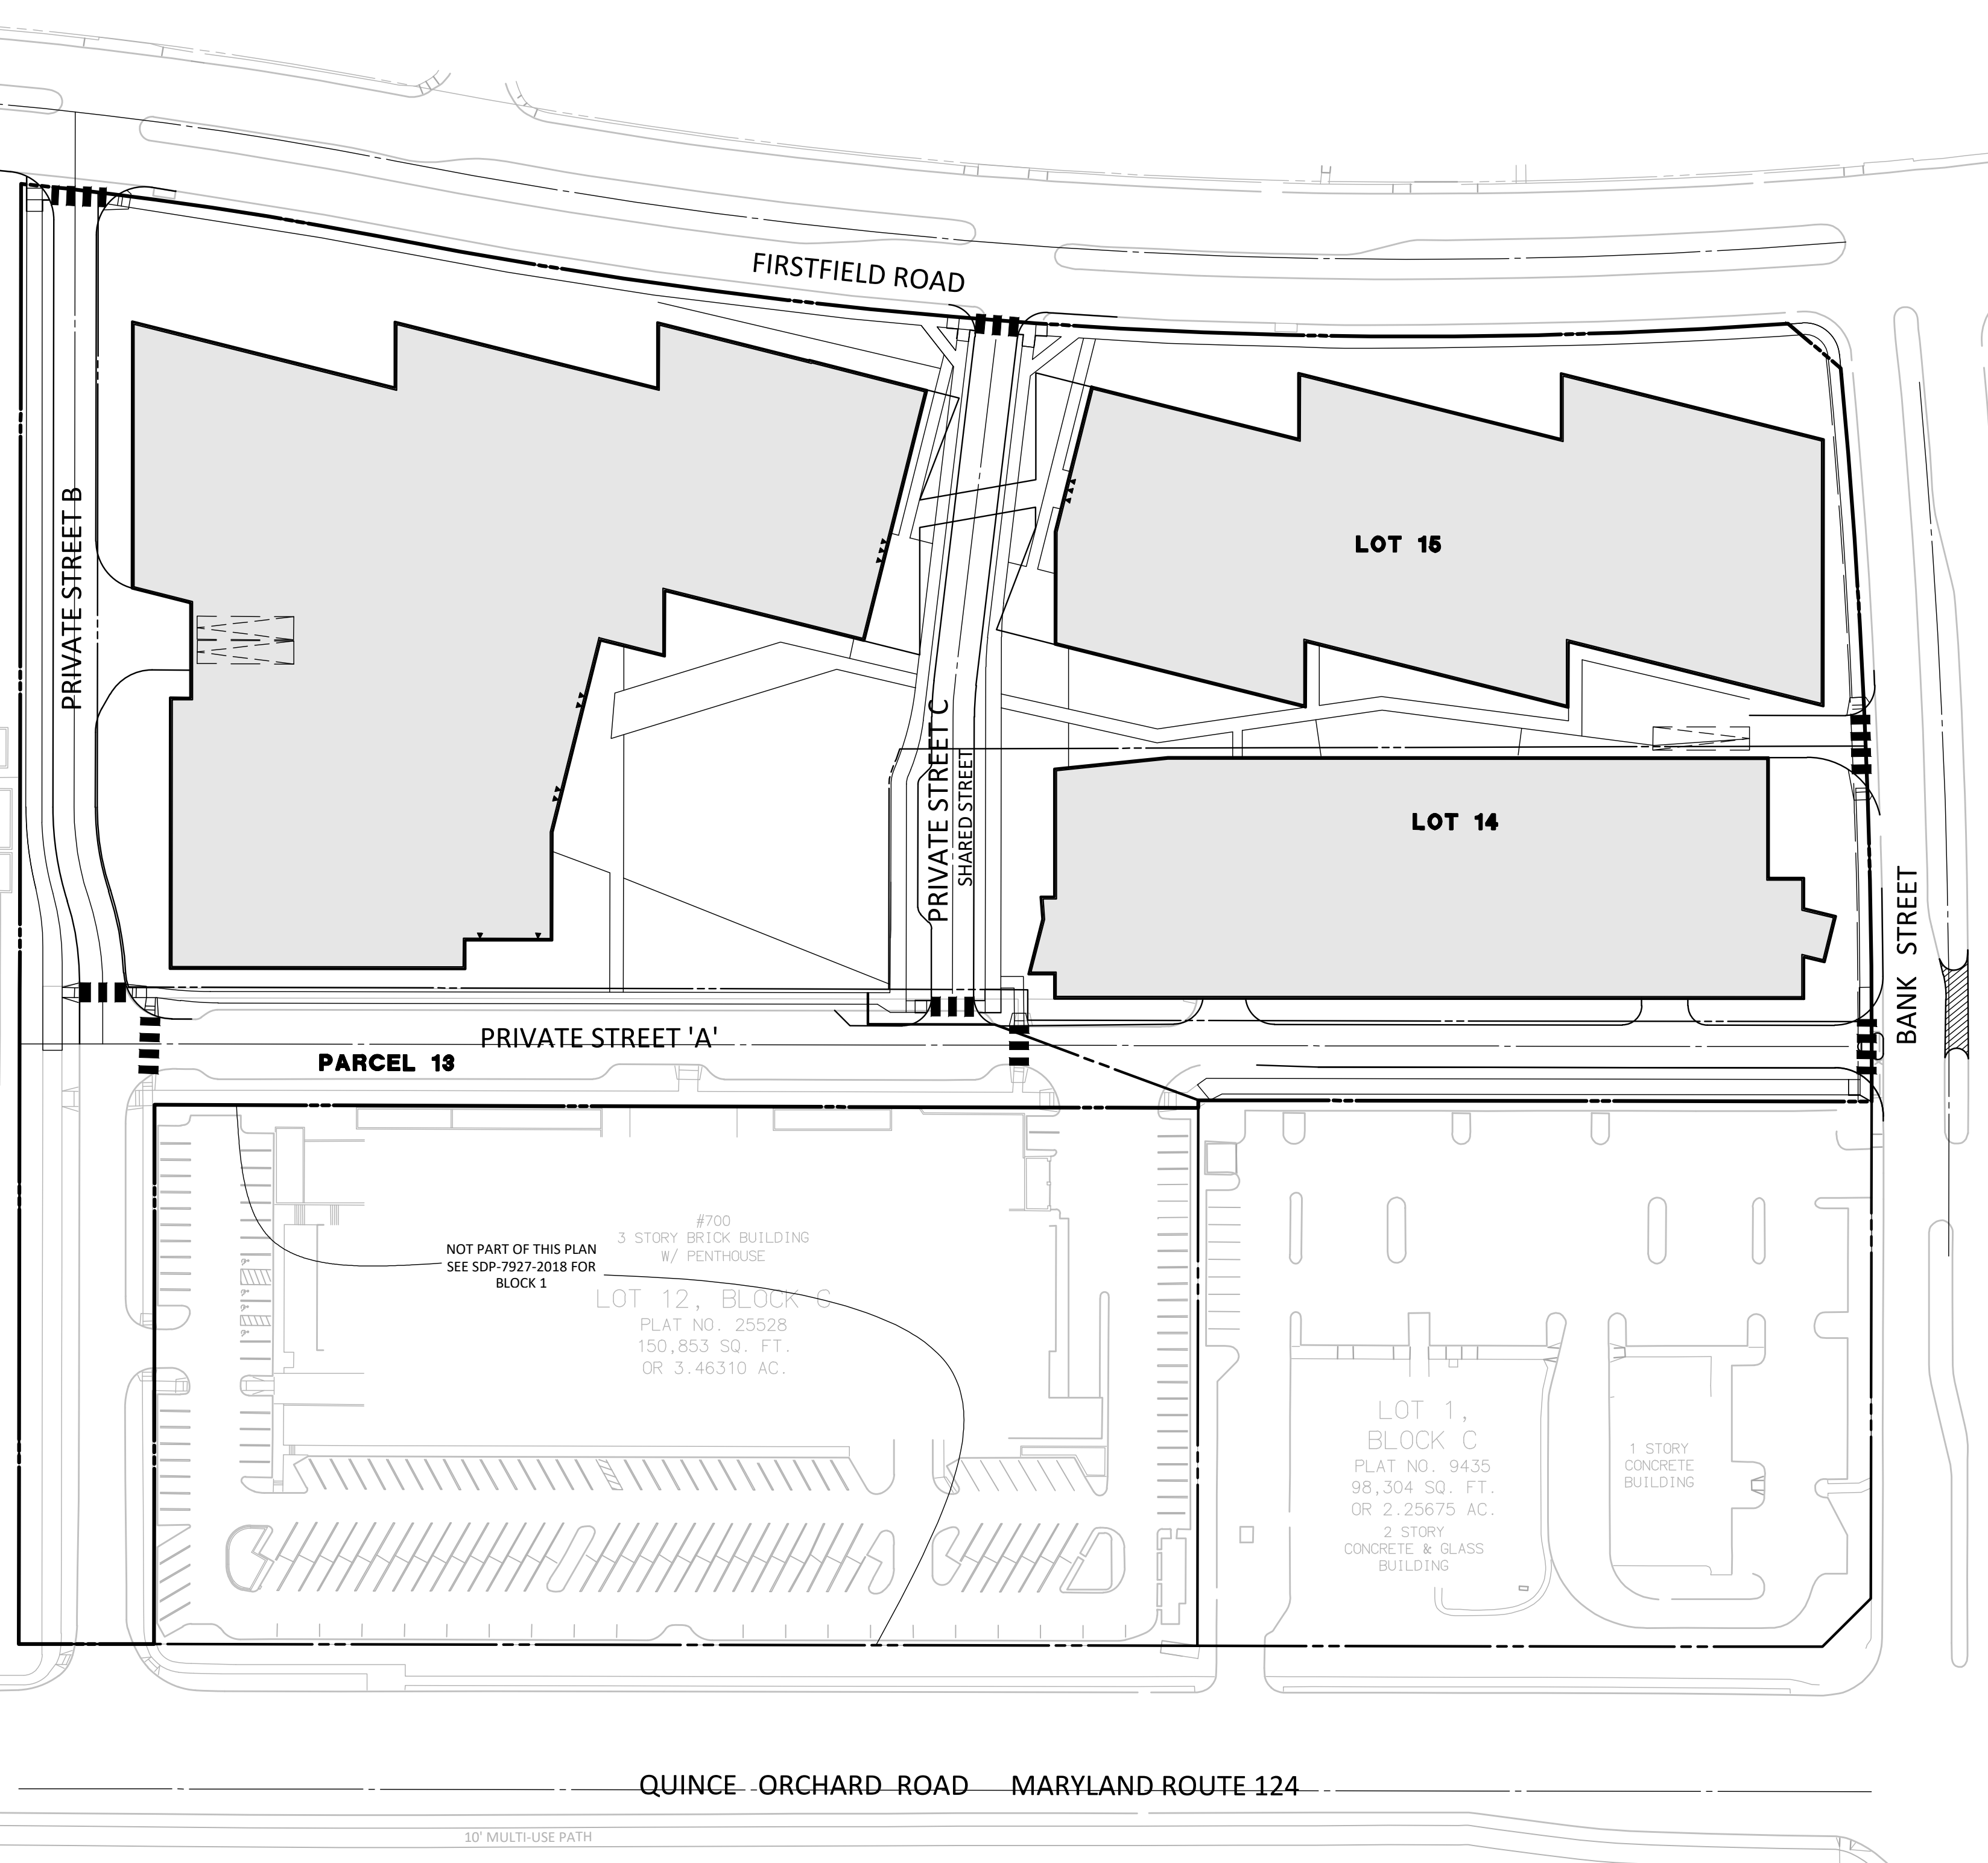 FIRSTFIELD ROAD
PRIVATE STREET B
LOT 15
PRIVATE STREET C
SHARED STREET
LOT 14
BANK STREET
PRIVATE STREET 'A'
PARCEL 13
#700
3 STORY BRICK BUILDING
W/ PENTHOUSE
NOT PART OF THIS PLAN
SEE SDP-7927-2018 FOR
BLOCK 1
LOT 12, BLOCK C
PLAT NO. 25528
150,853 SQ. FT.
OR 3.46310 AC.
LOT 1,
BLOCK C
PLAT NO. 9435
98,304 SQ. FT.
OR 2.25675 AC.
2 STORY
CONCRETE & GLASS
BUILDING
1 STORY
CONCRETE
BUILDING
QUINCE ORCHARD ROAD MARYLAND ROUTE 124
10' MULTI-USE PATH